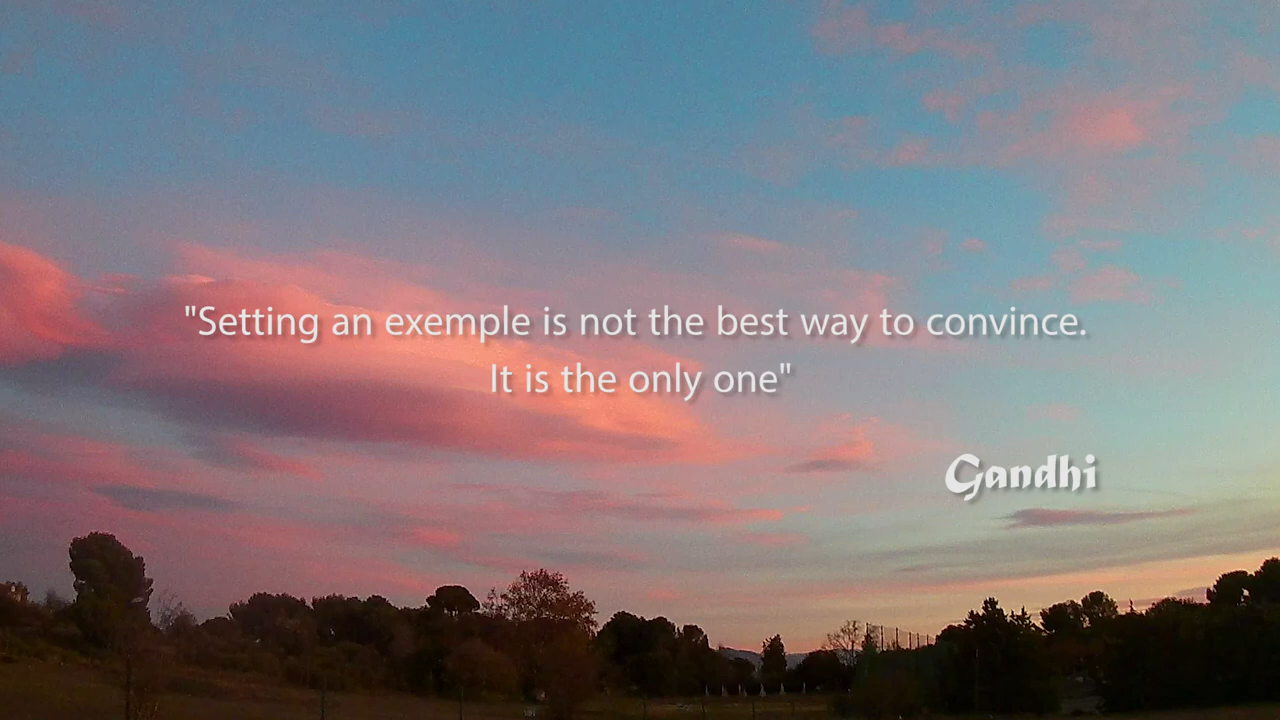 "Setting an exemple is not the best way to convince.
It is the only one"
Gandhi